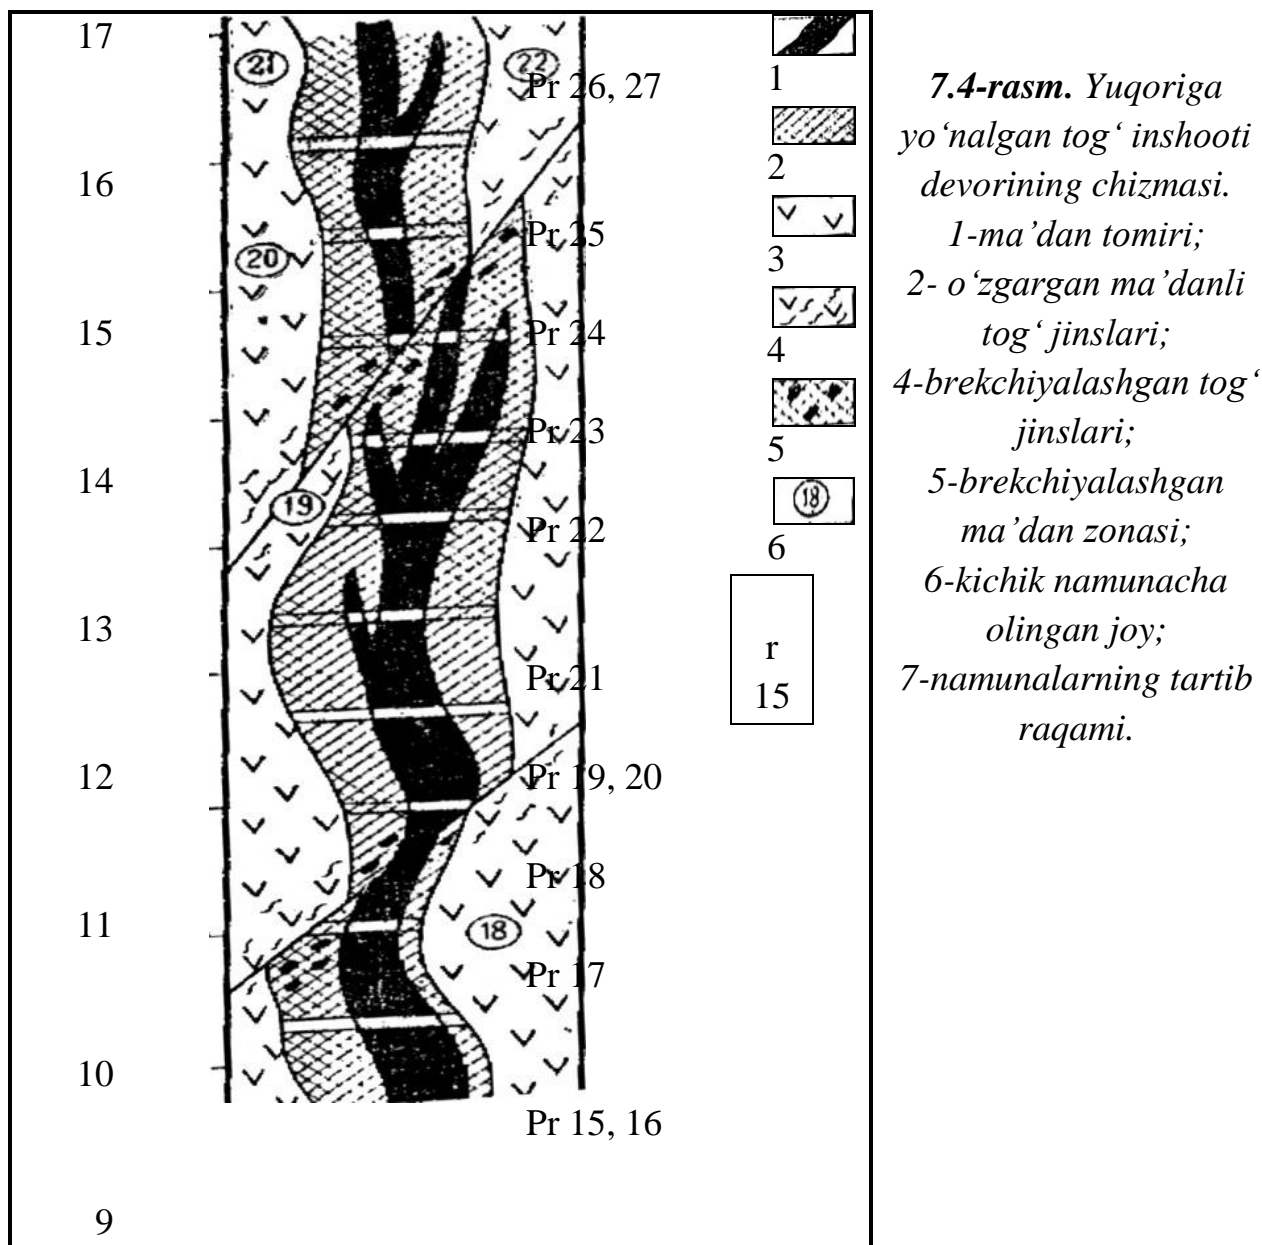 17
21
22
Pr 26, 27
1
16
2
20
Pr 25
3
15
Pr 24
4
Pr 23
5
14
19
18
Pr 22
6
13
r
Pr 21
15
12
Pr 19, 20
Pr 18
11
18
Pr 17
10
Pr 15, 16
9
7.4-rasm. Yuqoriga
yo‘nalgan tog‘ inshooti
devorining chizmasi.
1-ma’dan tomiri;
2- o‘zgargan ma’danli
tog‘ jinslari;
4-brekchiyalashgan tog‘
jinslari;
5-brekchiyalashgan
ma’dan zonasi;
6-kichik namunacha
olingan joy;
7-namunalarning tartib
raqami.